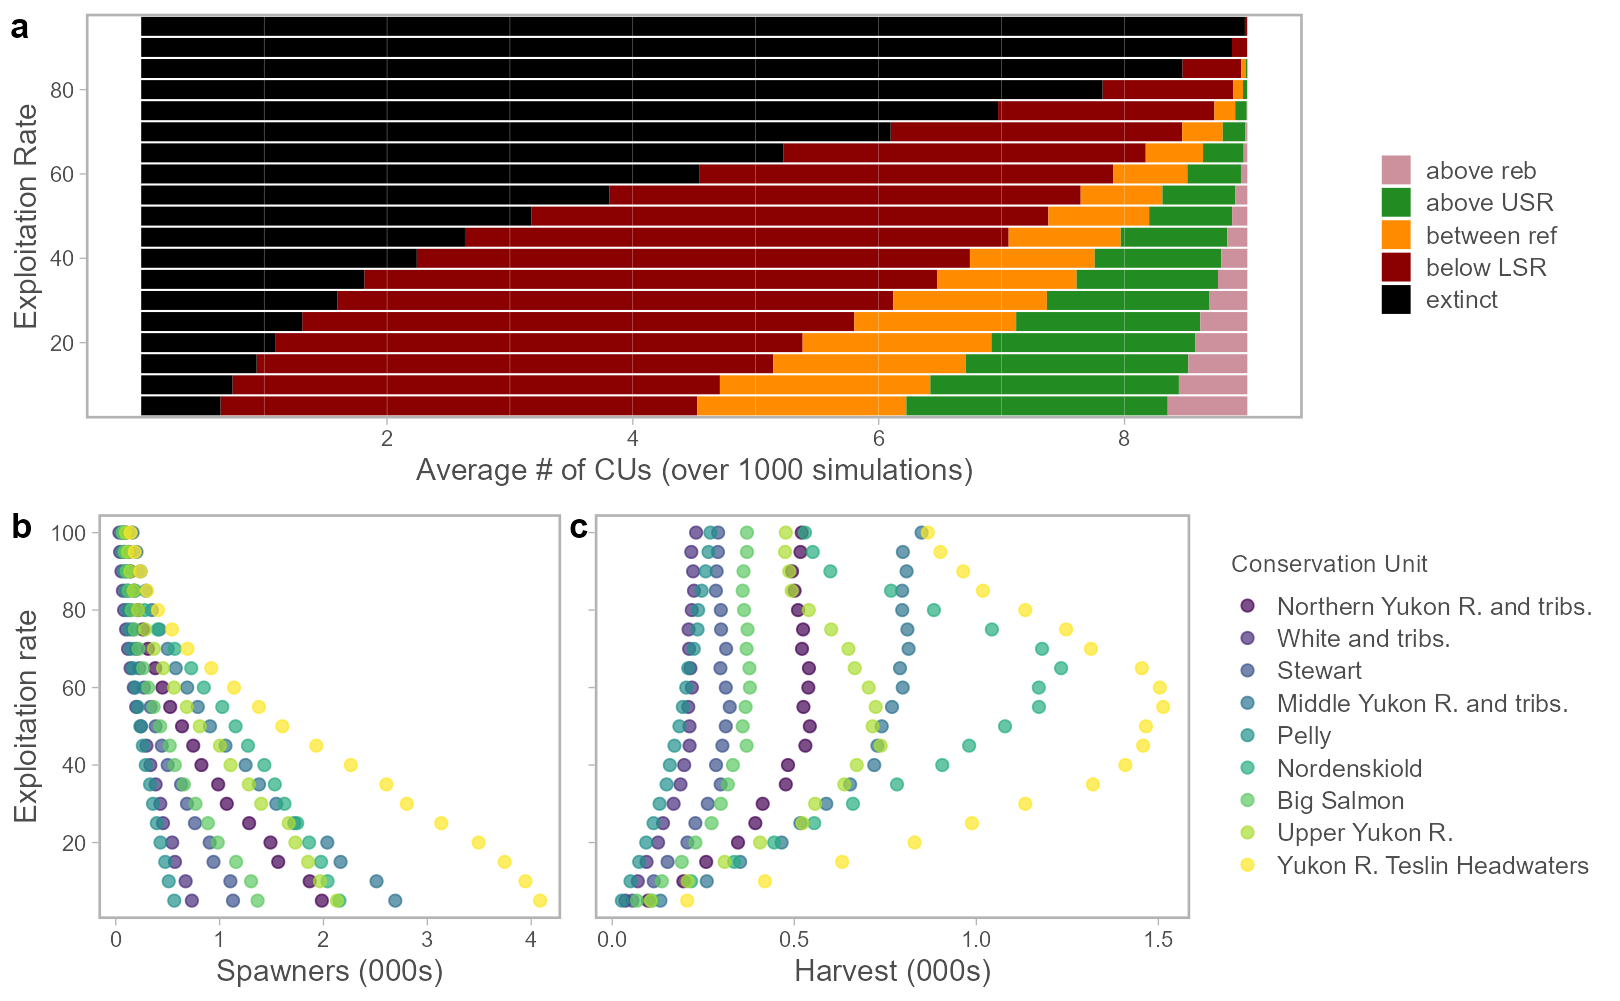 a
Exploitation Rate
80
60
40
20
2 4 6 8
Average # of CUs (over 1000 simulations)
above reb
above USR
between ref
below LSR
extinct
b
Exploitation rate
100
80
60
40
20
0 1 2 3 4
Spawners (000s)
c
0.0 0.5 1.0 1.5
Harvest (000s)
Conservation Unit
Northern Yukon R. and tribs.
White and tribs.
Stewart
Middle Yukon R. and tribs.
Pelly
Nordenskiold
Big Salmon
Upper Yukon R.
Yukon R. Teslin Headwaters